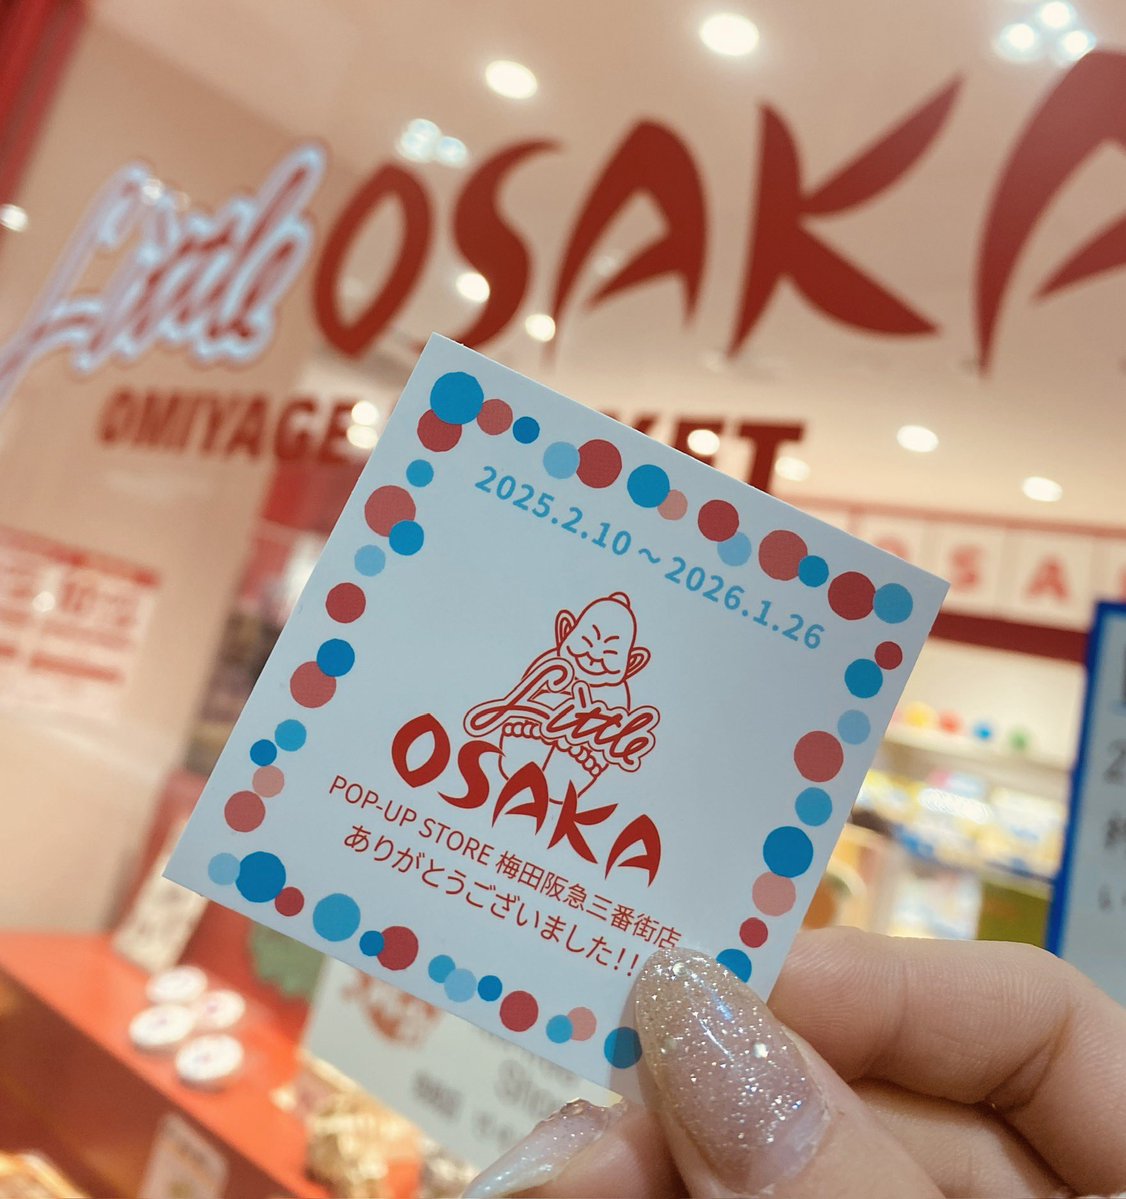 Little OSAKA
OMIYAGE
OSA
2025.2.10～2026.1.26
Little
OSAKA
POP-UP STORE 梅田阪急三番街店
ありがとうございました!!